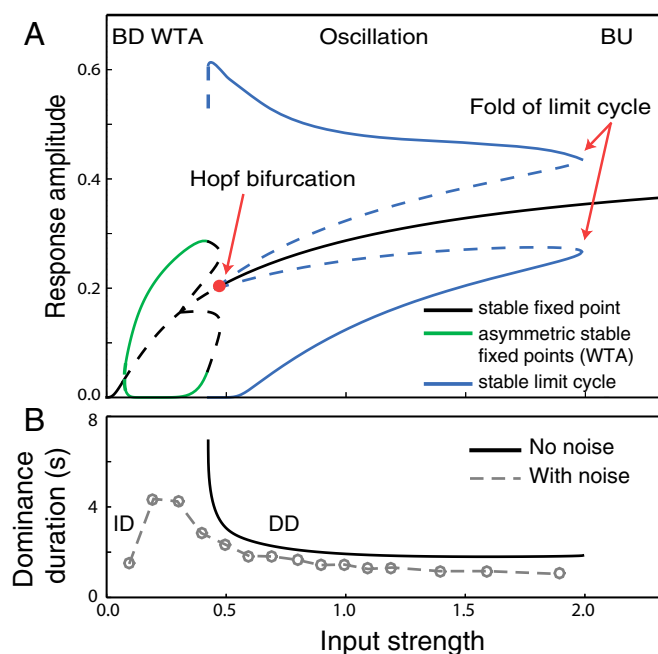 A
BD WTA Oscillation BU
Fold of limit cycle
Hopf bifurcation
Response amplitude
0.6
0.4
0.2
0.0
stable fixed point
asymmetric stable
fixed points (WTA)
stable limit cycle
B
Dominance
duration (s)
8
4
0
No noise
With noise
ID
DD
0.0 0.5 1.0 1.5 2.0
Input strength